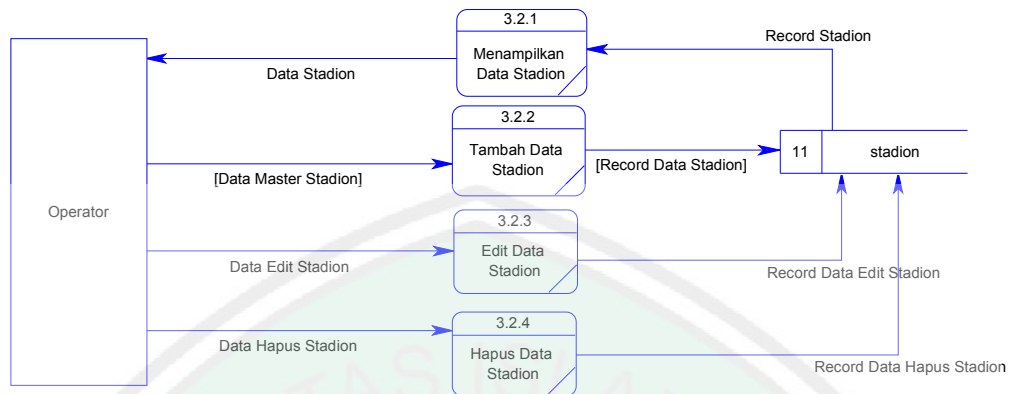 3.2.1
Menampilkan
Data Stadion
Record Stadion
Data Stadion
3.2.2
Tambah Data
Stadion
[Data Master Stadion]
[Record Data Stadion]
11
stadion
Operator
3.2.3
Edit Data
Stadion
Data Edit Stadion
Record Data Edit Stadion
3.2.4
Hapus Data
Stadion
Data Hapus Stadion
Record Data Hapus Stadion